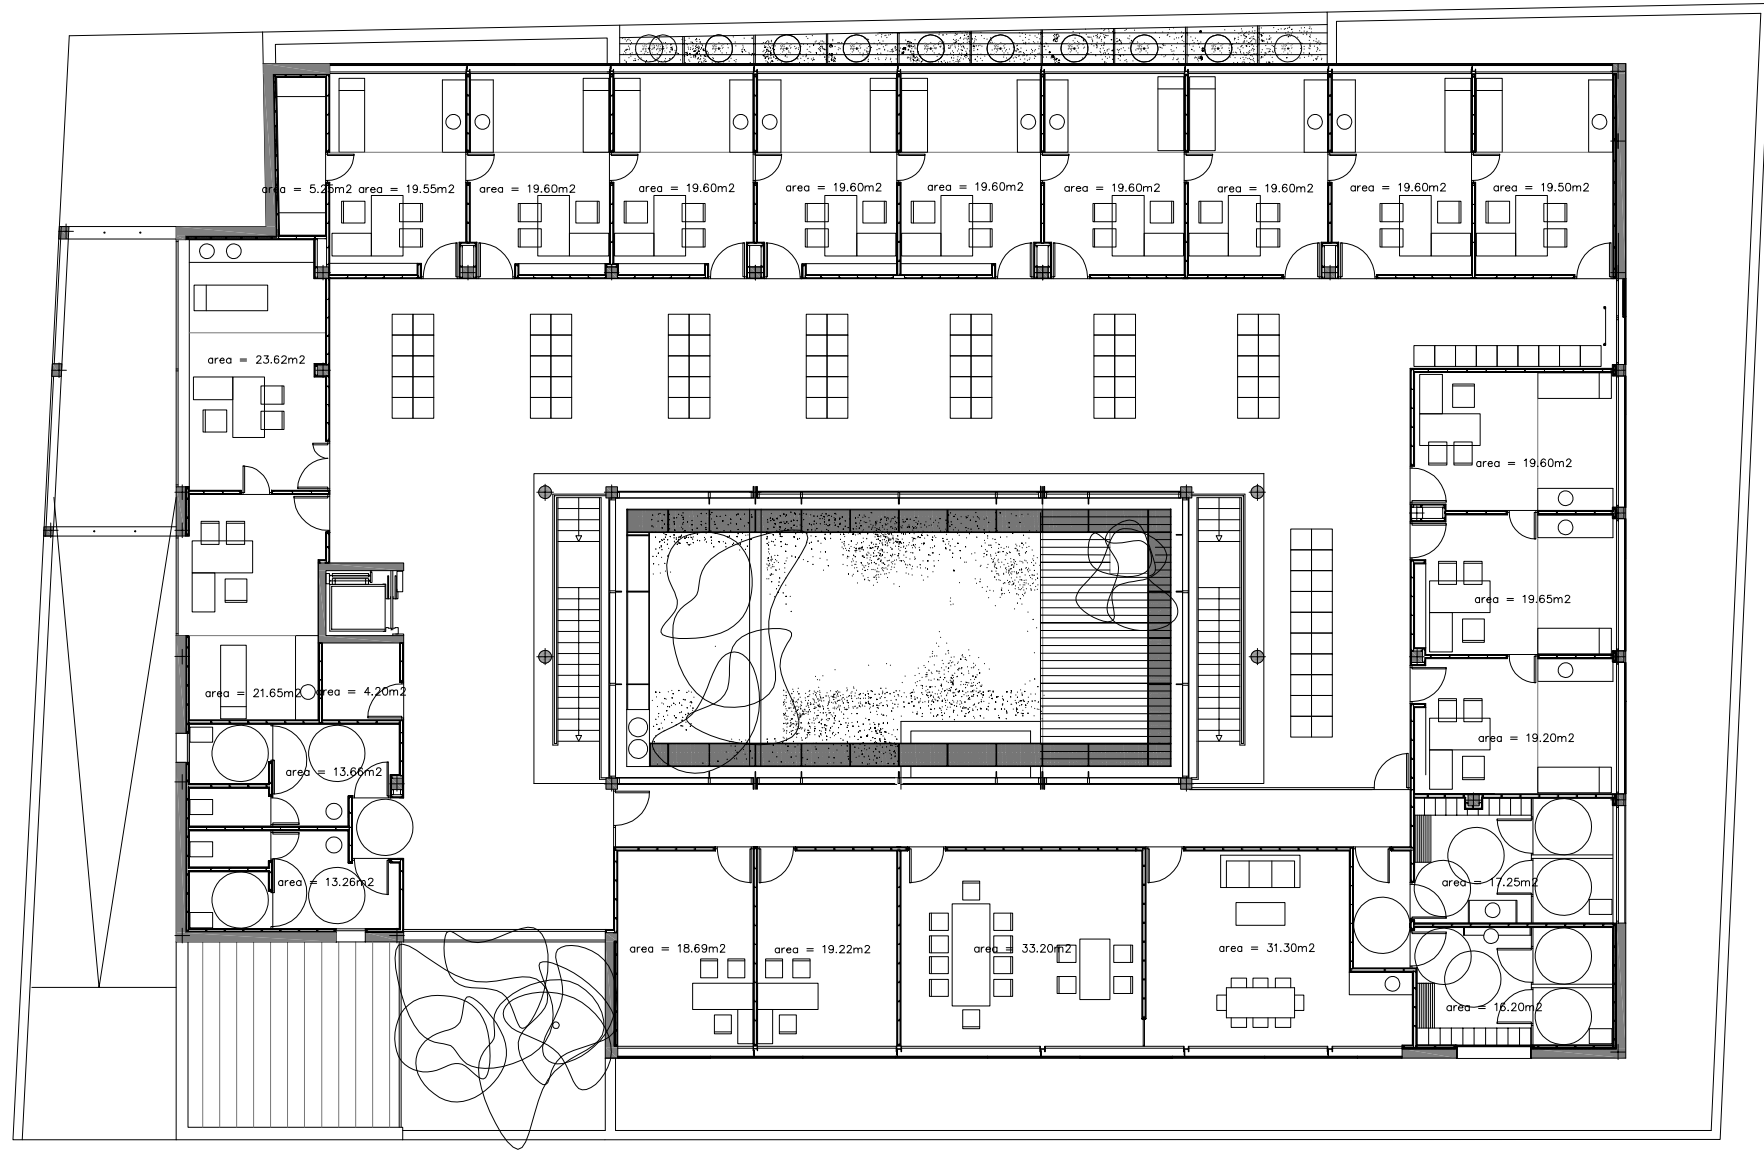 area = 5.25m2
area = 19.55m2
area = 19.60m2
area = 19.60m2
area = 19.60m2
area = 19.60m2
area = 19.60m2
area = 19.60m2
area = 19.60m2
area = 19.50m2
area = 23.62m2
area = 19.60m2
area = 19.65m2
area = 21.65m2
area = 4.20m2
area = 19.20m2
area = 13.66m2
area = 13.26m2
area = 17.25m2
area = 18.69m2
area = 19.22m2
area = 33.20m2
area = 31.30m2
area = 16.20m2